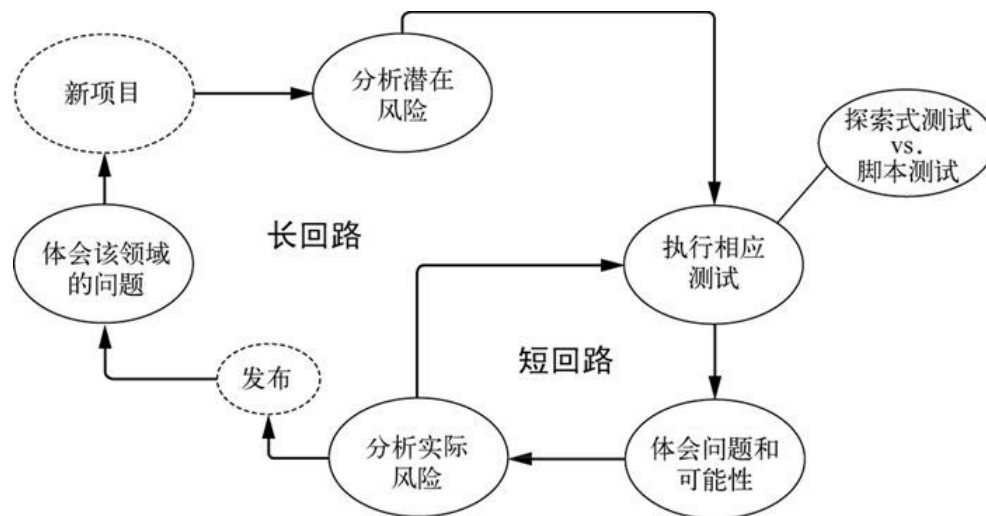 新项目
分析潜在
风险
探索式测试
vs.
脚本测试
长回路
体会该领域
的问题
执行相应
测试
短回路
发布
分析实际
风险
体会问题和
可能性